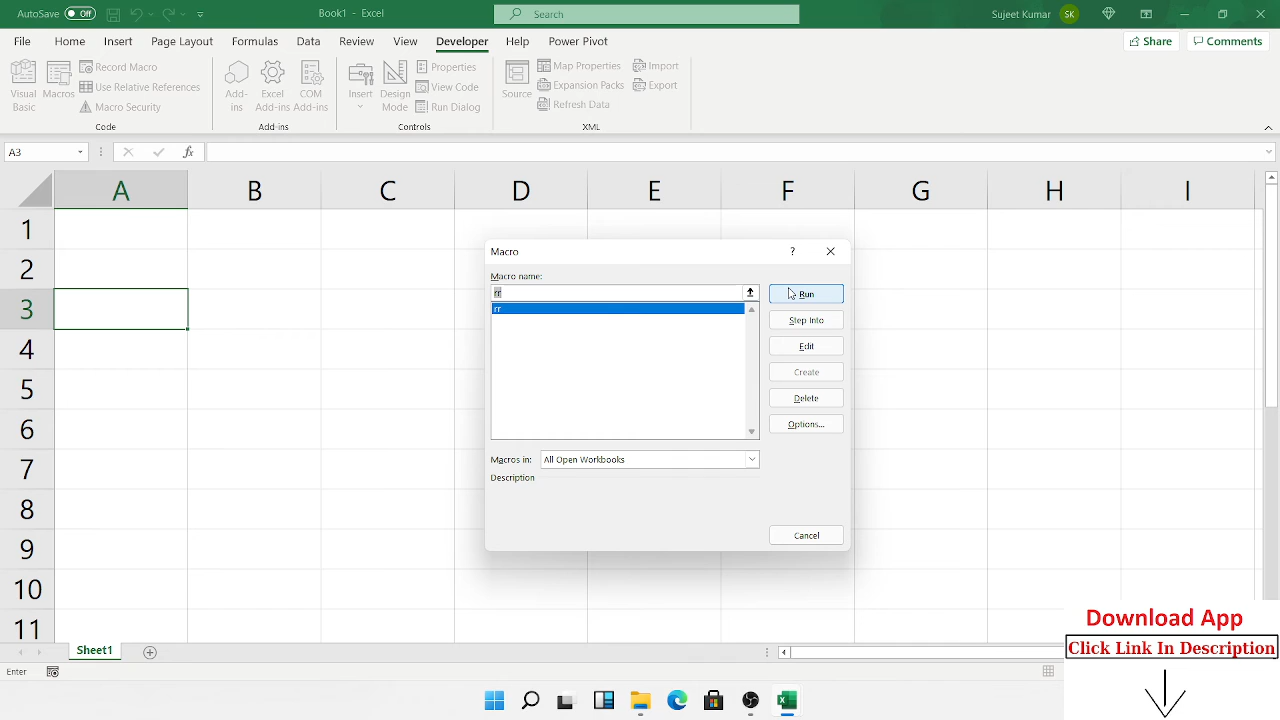 AutoSave Off Book1 - Excel Search Sujeet Kumar SK
File Home Insert Page Layout Formulas Data Review View Developer Help Power Pivot Share Comments
Visual Basic Macros Record Macro Use Relative References Macro Security
Add-ins Excel Add-ins COM Add-ins
Insert Design Mode Properties View Code Run Dialog
Source Map Properties Expansion Packs Refresh Data Import Export
Code Add-ins Controls XML
A3 fx
A B C D E F G H I
1
2
3
4
5
6
7
8
9
10
11
Macro ?
Macro name:
rr
rr
Run
Step Into
Edit
Create
Delete
Options...
Macros in: All Open Workbooks
Description
Cancel
Download App
Click Link In Description
Sheet1
Enter